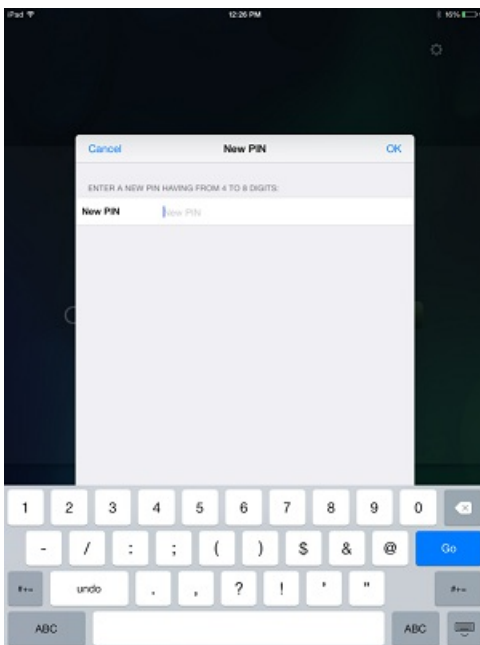 iPad 12:26 PM 16%
Cancel New PIN OK
ENTER A NEW PIN HAVING FROM 4 TO 8 DIGITS:
New PIN New PIN
1 2 3 4 5 6 7 8 9 0
- / : ; ( ) $ & @ Go
#+= undo . , ? ! ' " #+=
ABC ABC